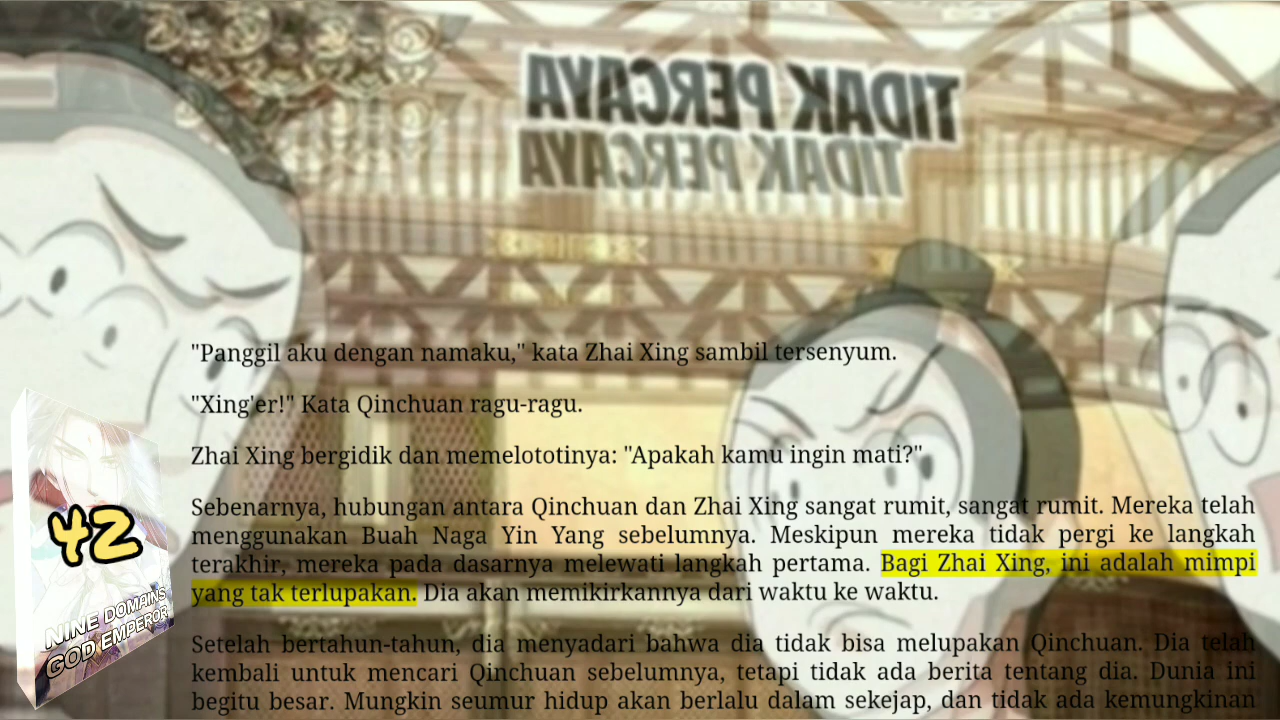 TIDAK PERCAYA
TIDAK PERCAYA
"Panggil aku dengan namaku," kata Zhai Xing sambil tersenyum.
"Xing'er!" Kata Qinchuan ragu-ragu.
Zhai Xing bergidik dan memelototinya: "Apakah kamu ingin mati?"
Sebenarnya, hubungan antara Qinchuan dan Zhai Xing sangat rumit, sangat rumit. Mereka telah
menggunakan Buah Naga Yin Yang sebelumnya. Meskipun mereka tidak pergi ke langkah
terakhir, mereka pada dasarnya melewati langkah pertama. Bagi Zhai Xing, ini adalah mimpi
yang tak terlupakan. Dia akan memikirkannya dari waktu ke waktu.
Setelah bertahun-tahun, dia menyadari bahwa dia tidak bisa melupakan Qinchuan. Dia telah
kembali untuk mencari Qinchuan sebelumnya, tetapi tidak ada berita tentang dia. Dunia ini
begitu besar. Mungkin seumur hidup akan berlalu dalam sekejap, dan tidak ada kemungkinan
42
NINE DOMAINS
GOD EMPEROR